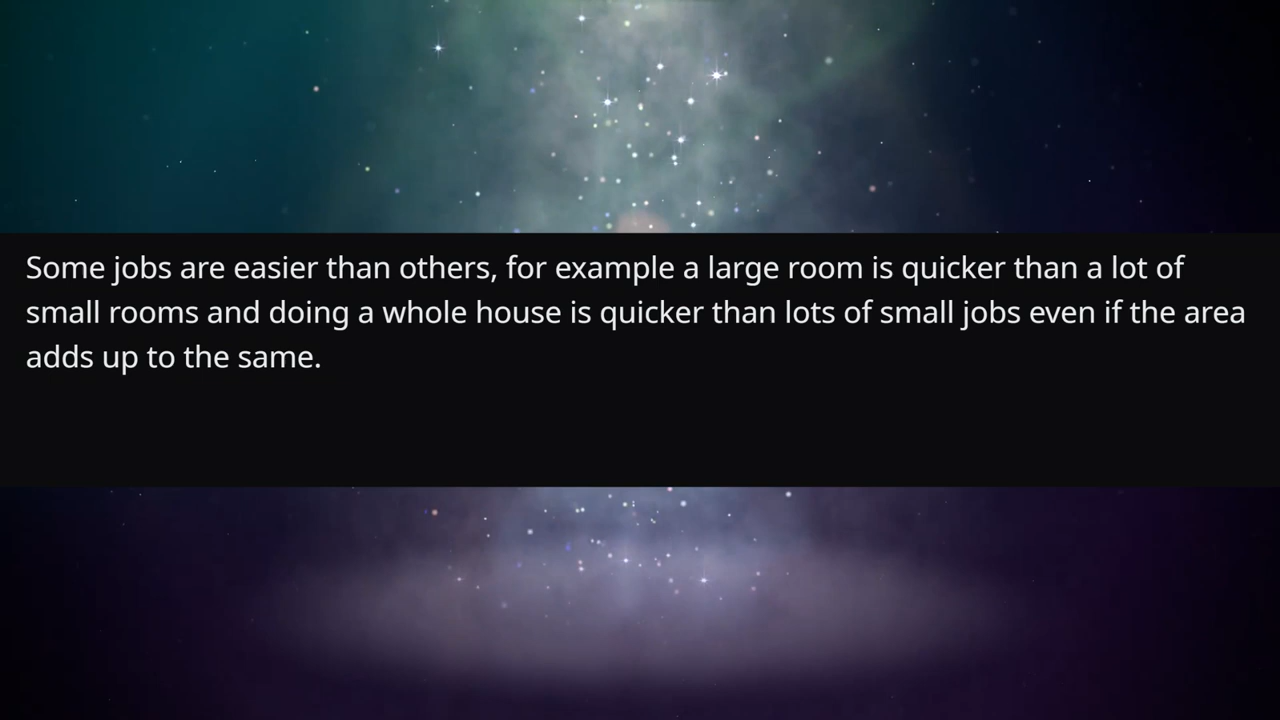 Some jobs are easier than others, for example a large room is quicker than a lot of
small rooms and doing a whole house is quicker than lots of small jobs even if the area
adds up to the same.